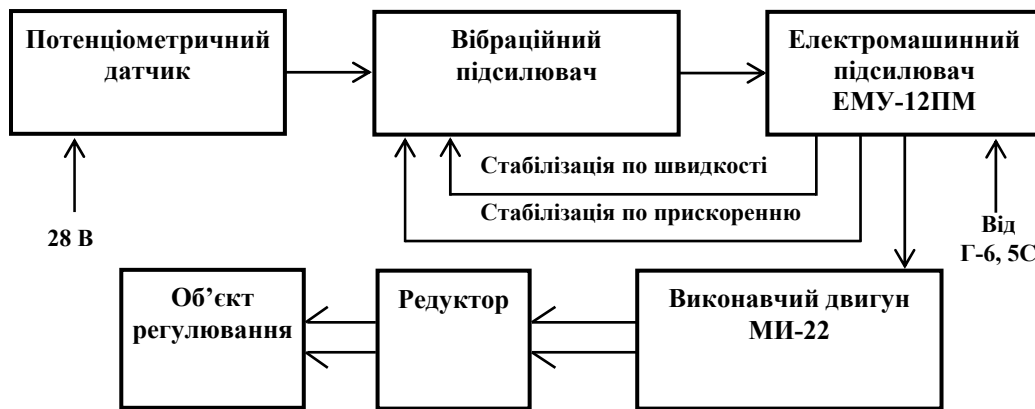 Потенціометричний
датчик
Вібраційний
підсилювач
Електромашинний
підсилювач
ЕМУ-12ПМ
Стабілізація по швидкості
Стабілізація по прискоренню
28 В
Від
Г-6, 5С
Об’єкт
регулювання
Редуктор
Виконавчий двигун
МИ-22